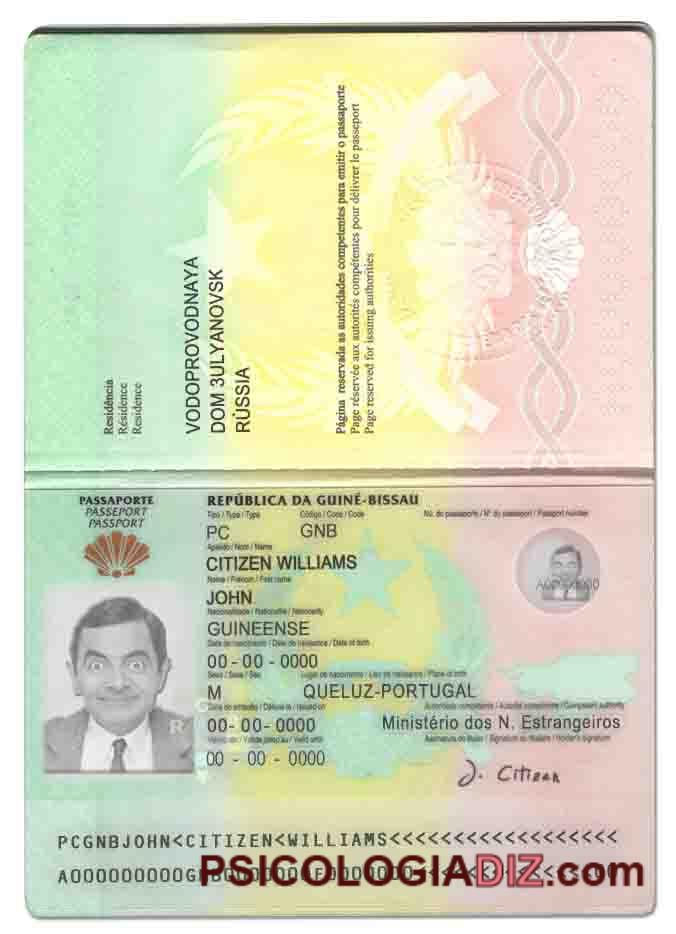 Residência
Résidence
Residence
VODOPROVODNAYA
DOM 3ULYANOVSK
RUSSIA
Página reservada as autoridades competentes para emitir o passaporte
Page réservée aux autorités compétentes pour délivrer le passeport
Page reserved for issuing authorities
PASSAPORTE
PASSEPORT
PASSPORT
REPÚBLICA DA GUINÉ-BISSAU
Tipo / Type / Type Código / Code / Code No. do passaporte / Nº. du passeport / Passport number
PC GNB
Apelido / Nom / Name
CITIZEN WILLIAMS
Nome / Prénom / First name
JOHN
Nacionalidade / Nationalité / Nationality
GUINEENSE
Data de nascimento / Date de naissance / Date of birth
00-00-0000
Sexo / Sexe / Sex Lugar de nascimento / Lieu de naissance / Place of birth
M QUELUZ-PORTUGAL
Data de emissão / Délivré le / Issued on Autoridade competente / Autorité compétente / Competent authority
00-00-0000 Ministério dos N. Estrangeiros
Válido até / Valide jusqu'au / Valid until Assinatura do titular / Signature du titulaire / Holder's signature
00 - 00 - 0000
J. Citizen
R
PCGNBJOHN<CITIZEN<WILLIAMS<<<<<<<<<<<<<<<<<<
PSICOLOGIADIZ.com